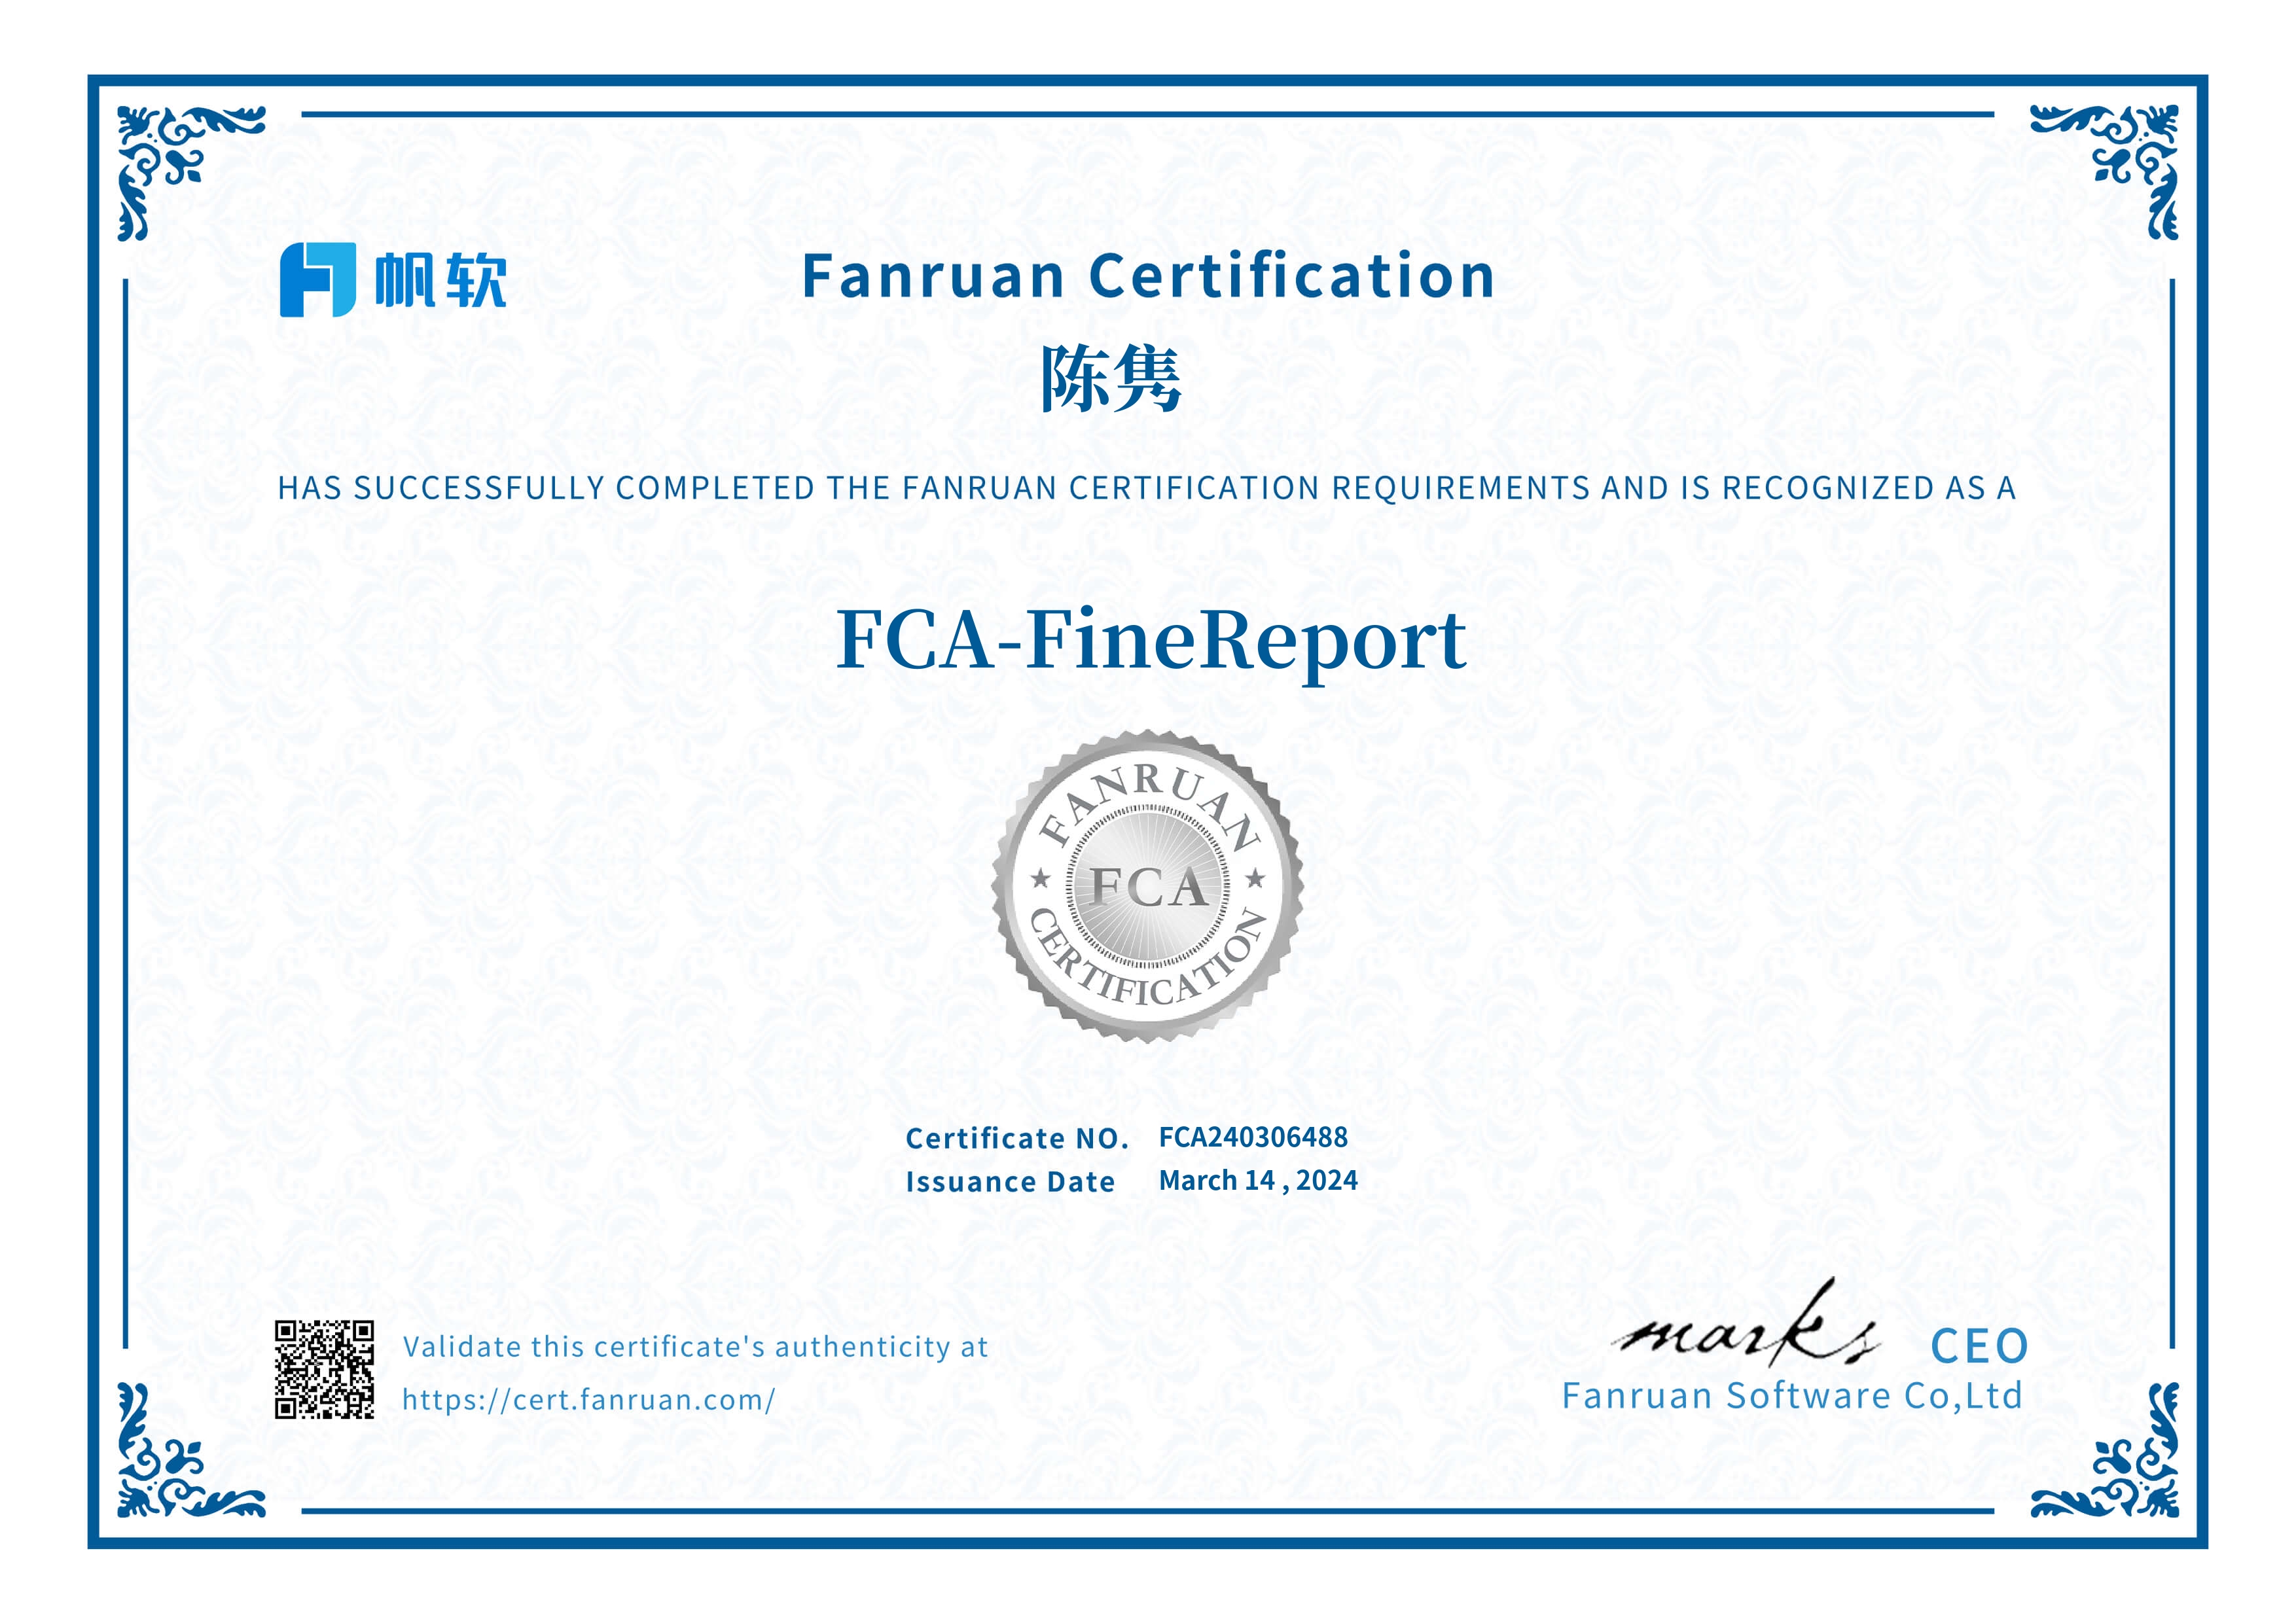 帆软
Fanruan Certification
陈隽
HAS SUCCESSFULLY COMPLETED THE FANRUAN CERTIFICATION REQUIREMENTS AND IS RECOGNIZED AS A
FCA-FineReport
FANRUAN
FCA
CERTIFICATION
Certificate NO. FCA240306488
Issuance Date March 14 , 2024
Validate this certificate's authenticity at
https://cert.fanruan.com/
marks CEO
Fanruan Software Co,Ltd